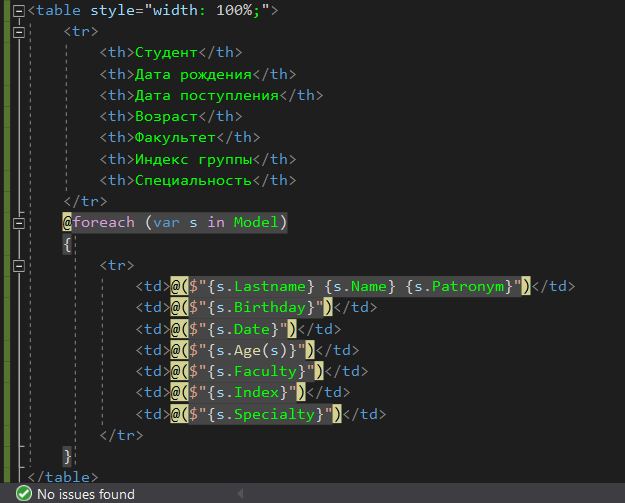 <table style="width: 100%;">
<tr>
<th>Студент</th>
<th>Дата рождения</th>
<th>Дата поступления</th>
<th>Возраст</th>
<th>Факультет</th>
<th>Индекс группы</th>
<th>Специальность</th>
</tr>
@foreach (var s in Model)
{
<tr>
<td>@($"{s.Lastname} {s.Name} {s.Patronym}")</td>
<td>@($"{s.Birthday}")</td>
<td>@($"{s.Date}")</td>
<td>@($"{s.Age(s)}")</td>
<td>@($"{s.Faculty}")</td>
<td>@($"{s.Index}")</td>
<td>@($"{s.Specialty}")</td>
</tr>
}
</table>
No issues found